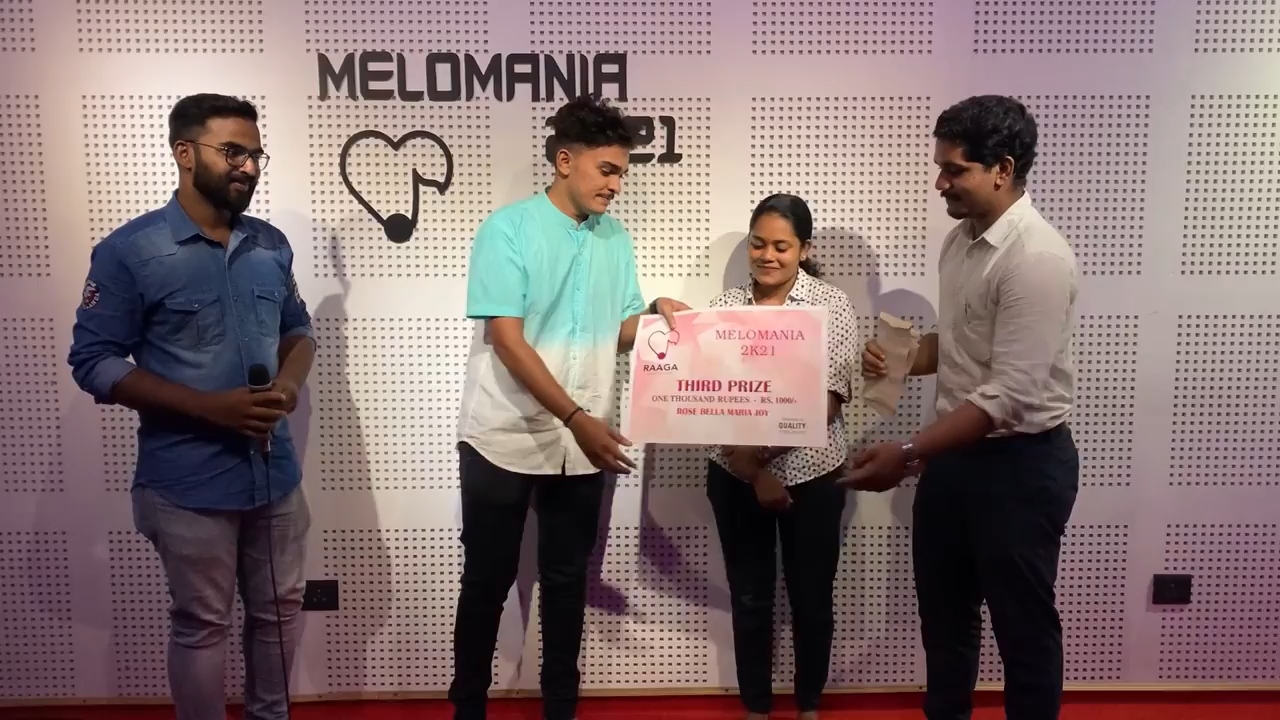 MELOMANIA
2K21
RAAGA
MELOMANIA
2K21
THIRD PRIZE
ONE THOUSAND RUPEES - RS, 1000/-
ROSE BELLA MARIA JOY
QUALITY